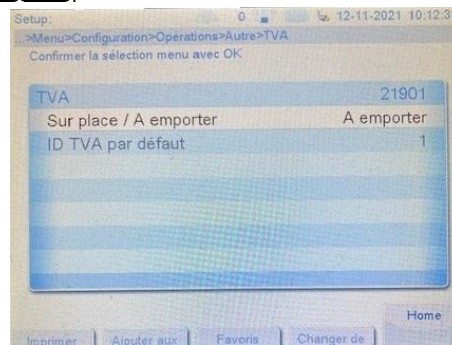 Setup: 0 12-11-2021 10:12:3
..>Menu>Configuration>Operations>Autre>TVA
Confirmer la sélection menu avec OK
TVA 21901
Sur place / A emporter A emporter
ID TVA par défaut 1
Home
Imprimer Ajouter aux Favoris Changer de